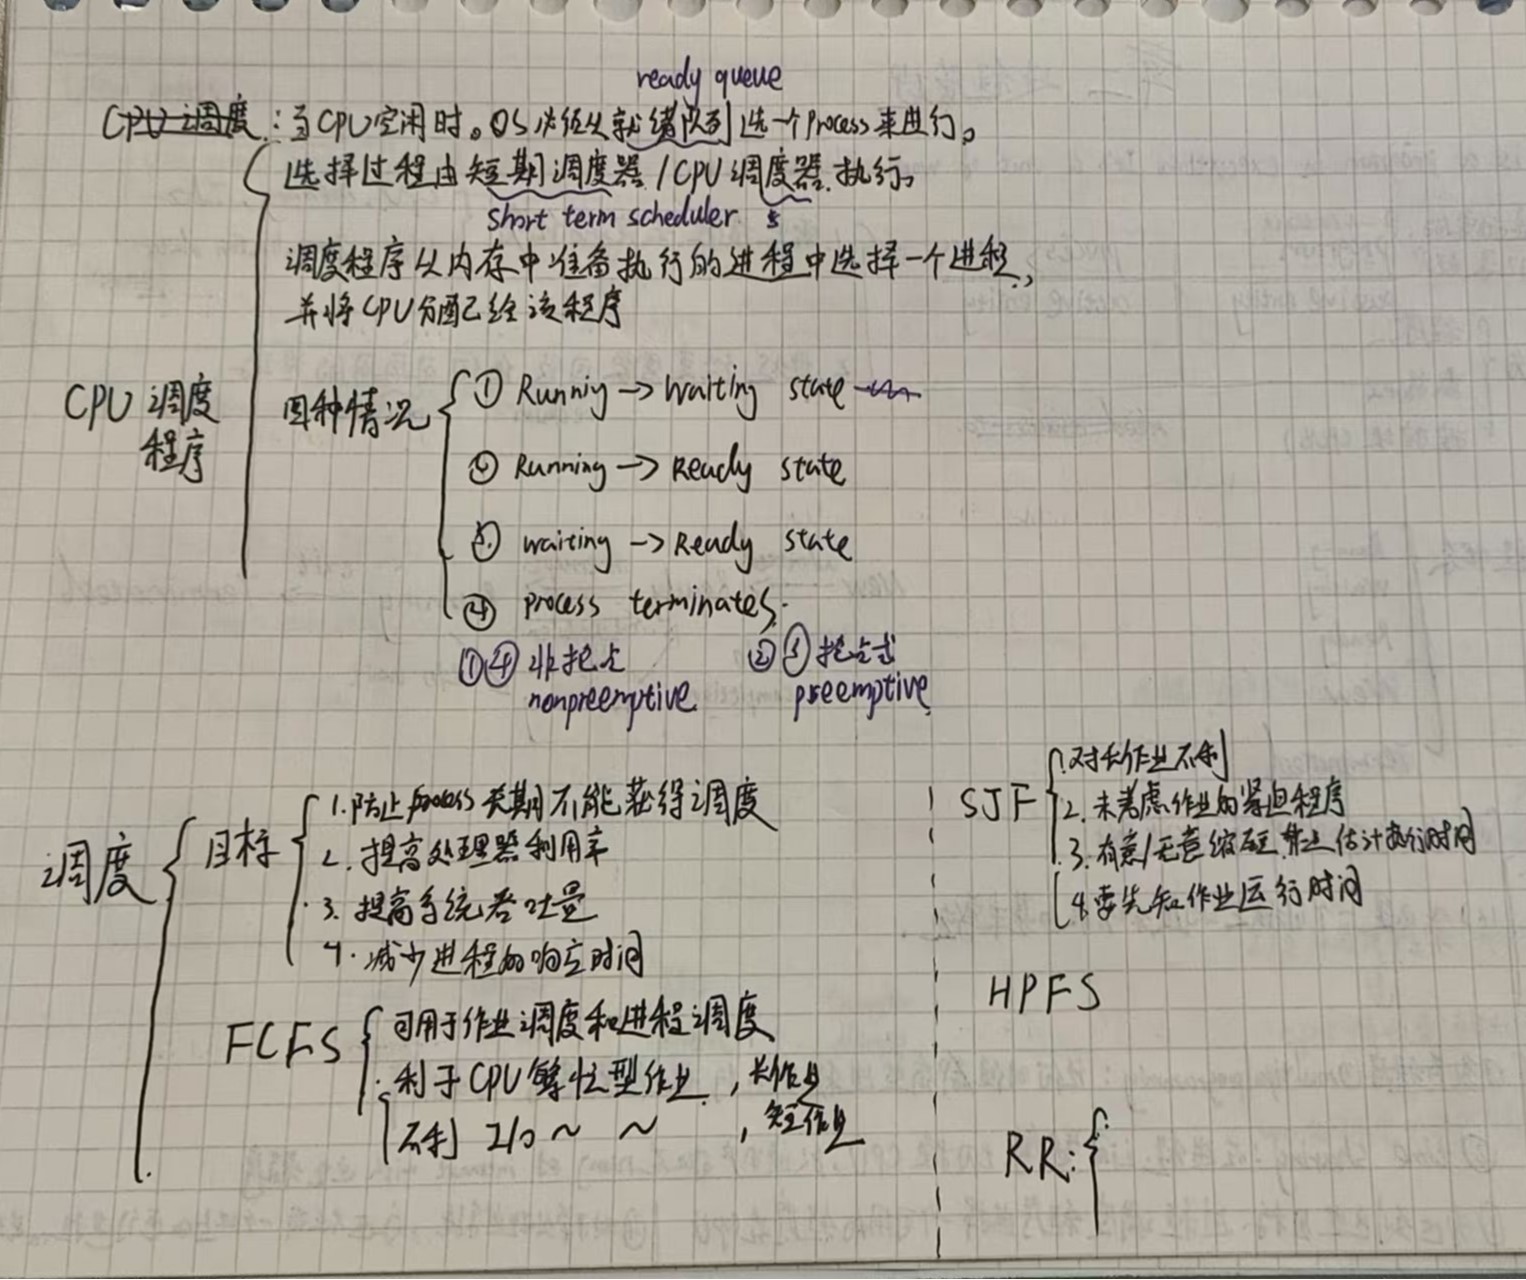 ready queue
CPU调度：当CPU空闲时。OS必须从就绪队列选一个process来进行。
选择过程由短期调度器/CPU调度器执行。
short term scheduler
调度程序从内存中准备执行的进程中选择一个进程，
并将CPU分配给该程序
CPU调度
程序
四种情况
① Running → waiting state
② Running → Ready state
③ waiting → Ready state
④ process terminates.
①④ 非抢占
nonpreemptive
②③ 抢占式
preemptive
调度
目标
1.防止process长期不能获得调度
2.提高处理器利用率
3.提高系统吞吐量
4.减少进程的响应时间
FCFS
可用于作业调度和进程调度
利于CPU繁忙型作业，长作业
不利 I/O ~ ~ ，短作业
SJF
1.对长作业不利
2.未考虑作业的紧迫程序
3.有意/无意缩短 估计执行时间
4.要先知作业运行时间
HPFS
RR: